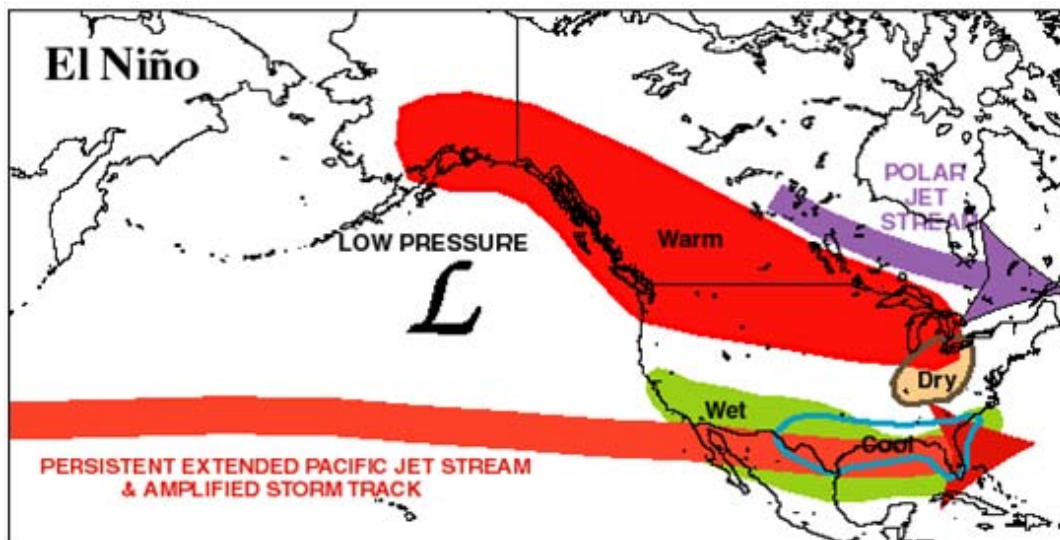 El Niño
POLAR
JET
STREAM
LOW PRESSURE
L
Warm
Dry
Wet
Cool
PERSISTENT EXTENDED PACIFIC JET STREAM
& AMPLIFIED STORM TRACK